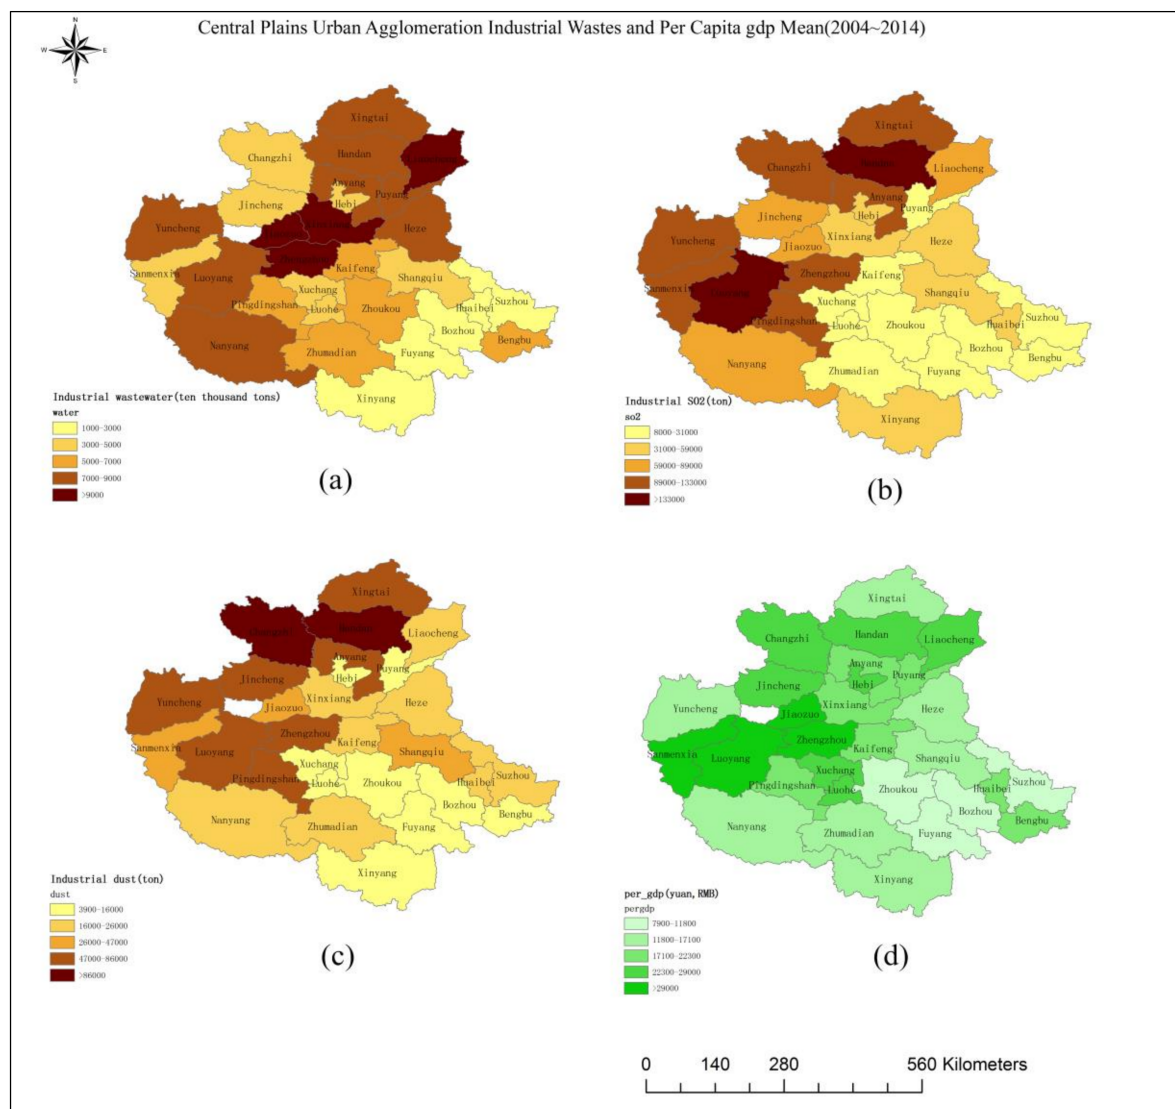 Central Plains Urban Agglomeration Industrial Wastes and Per Capita gdp Mean(2004~2014)
N
W
E
S
Xingtai
Changzhi
Handan
Anyang
Puyang
Hebi
Jincheng
Yuncheng
Heze
Sanmenxia
Luoyang
Kaifeng
Shangqiu
Pingdingshan
Xuchang
Luohe
Zhoukou
Huaibei
Suzhou
Bozhou
Bengbu
Nanyang
Zhumadian
Fuyang
Xinyang
Industrial wastewater(ten thousand tons)
water
1000-3000
3000-5000
5000-7000
7000-9000
>9000
(a)
Xingtai
Changzhi
Liaocheng
Anyang
Puyang
Hebi
Jincheng
Xinxiang
Heze
Yuncheng
Jiaozuo
Zhengzhou
Kaifeng
Sanmenxia
Pingdingshan
Xuchang
Shangqiu
Luohe
Zhoukou
Huaibei
Suzhou
Bozhou
Bengbu
Nanyang
Zhumadian
Fuyang
Xinyang
Industrial SO2(ton)
so2
8000-31000
31000-59000
59000-89000
89000-133000
>133000
(b)
Xingtai
Liaocheng
Anyang
Puyang
Hebi
Jincheng
Xinxiang
Heze
Yuncheng
Jiaozuo
Zhengzhou
Kaifeng
Sanmenxia
Luoyang
Shangqiu
Pingdingshan
Xuchang
Luohe
Zhoukou
Huaibei
Suzhou
Bozhou
Bengbu
Nanyang
Zhumadian
Fuyang
Xinyang
Industrial dust(ton)
dust
3900-16000
16000-26000
26000-47000
47000-86000
>86000
(c)
Xingtai
Changzhi
Handan
Liaocheng
Anyang
Puyang
Hebi
Jincheng
Xinxiang
Heze
Yuncheng
Jiaozuo
Zhengzhou
Kaifeng
Sanmenxia
Luoyang
Shangqiu
Pingdingshan
Xuchang
Luohe
Zhoukou
Huaibei
Suzhou
Bozhou
Bengbu
Nanyang
Zhumadian
Fuyang
Xinyang
per_gdp(yuan,RMB)
pergdp
7900-11800
11800-17100
17100-22300
22300-29000
>29000
(d)
0 140 280 560 Kilometers